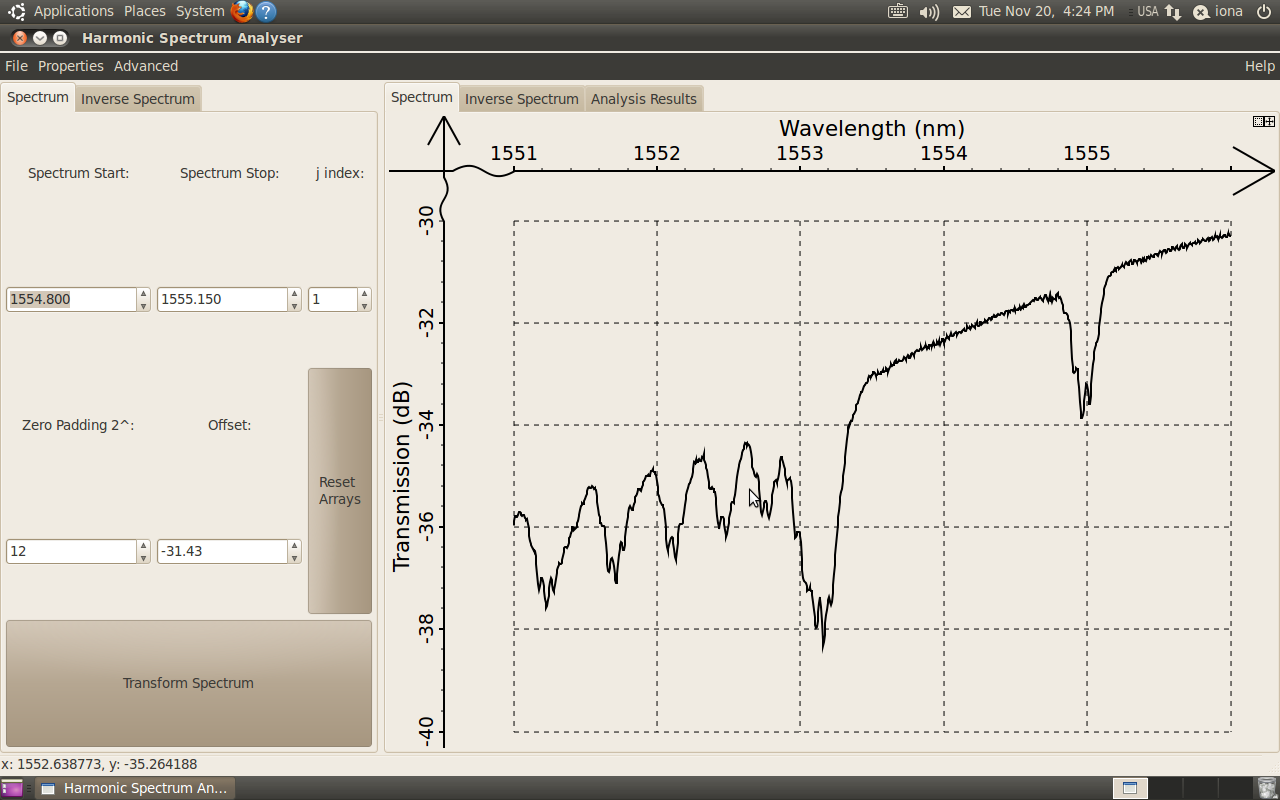 Applications Places System
Tue Nov 20, 4:24 PM USA iona
Harmonic Spectrum Analyser
File Properties Advanced Help
Spectrum Inverse Spectrum
Spectrum Inverse Spectrum Analysis Results
Spectrum Start: Spectrum Stop: j index:
1554.800 1555.150 1
Zero Padding 2^: Offset:
Reset
Arrays
12 -31.43
Transform Spectrum
Wavelength (nm)
1551 1552 1553 1554 1555
Transmission (dB)
-30
-32
-34
-36
-38
-40
x: 1552.638773, y: -35.264188
Harmonic Spectrum An...